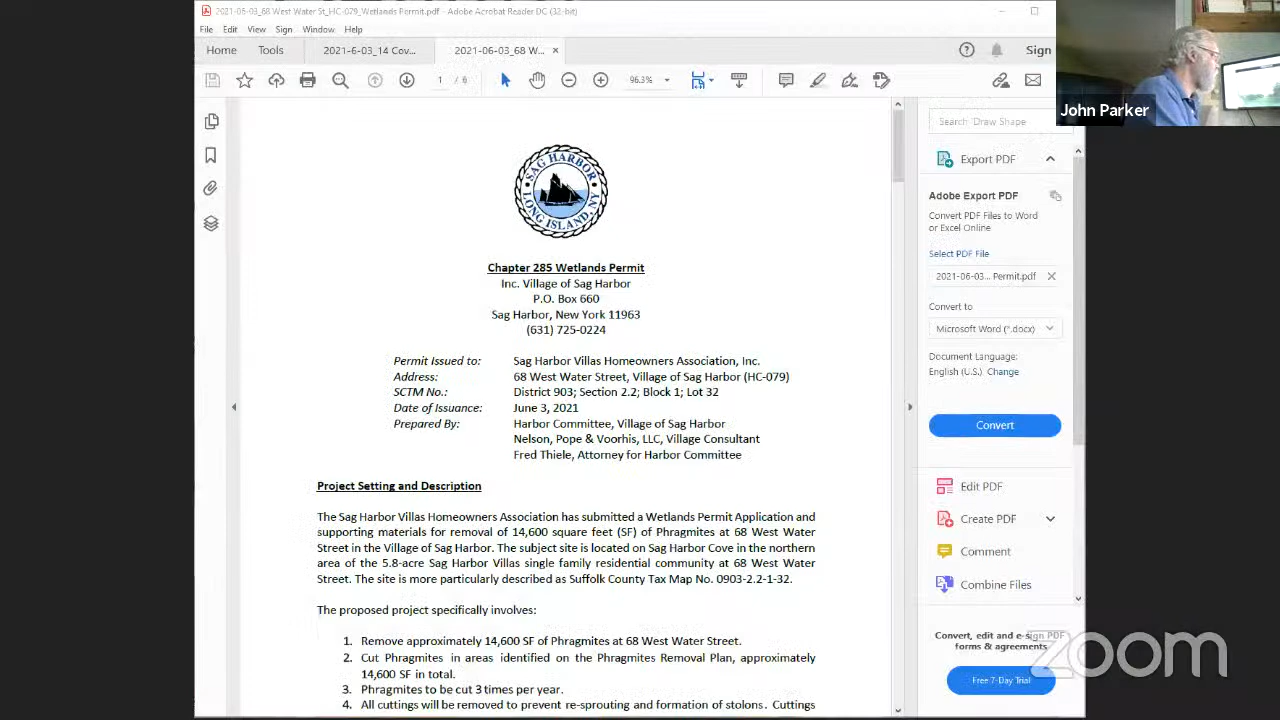 2021-06-03_68 West Water St_HC-079_Wetlands Permit.pdf - Adobe Acrobat Reader DC (32-bit)
File Edit View Sign Window Help
Home Tools 2021-6-03_14 Cov... 2021-06-03_68 W... × Sign
1 / 6 96.3%
John Parker
Search 'Draw Shape
SAG HARBOR
LONG ISLAND, NY
Export PDF
Adobe Export PDF
Convert PDF Files to Word
or Excel Online
Select PDF File
2021-06-03... Permit.pdf
Convert to
Microsoft Word (*.docx)
Document Language:
English (U.S.) Change
Convert
Edit PDF
Create PDF
Comment
Combine Files
Convert, edit and e-sign PDF
forms & agreements
Free 7-Day Trial
Chapter 285 Wetlands Permit
Inc. Village of Sag Harbor
P.O. Box 660
Sag Harbor, New York 11963
(631) 725-0224
Permit Issued to: Sag Harbor Villas Homeowners Association, Inc.
Address: 68 West Water Street, Village of Sag Harbor (HC-079)
SCTM No.: District 903; Section 2.2; Block 1; Lot 32
Date of Issuance: June 3, 2021
Prepared By: Harbor Committee, Village of Sag Harbor
Nelson, Pope & Voorhis, LLC, Village Consultant
Fred Thiele, Attorney for Harbor Committee
Project Setting and Description
The Sag Harbor Villas Homeowners Association has submitted a Wetlands Permit Application and
supporting materials for removal of 14,600 square feet (SF) of Phragmites at 68 West Water
Street in the Village of Sag Harbor. The subject site is located on Sag Harbor Cove in the northern
area of the 5.8-acre Sag Harbor Villas single family residential community at 68 West Water
Street. The site is more particularly described as Suffolk County Tax Map No. 0903-2.2-1-32.
The proposed project specifically involves:
1. Remove approximately 14,600 SF of Phragmites at 68 West Water Street.
2. Cut Phragmites in areas identified on the Phragmites Removal Plan, approximately
14,600 SF in total.
3. Phragmites to be cut 3 times per year.
4. All cuttings will be removed to prevent re-sprouting and formation of stolons. Cuttings
zoom